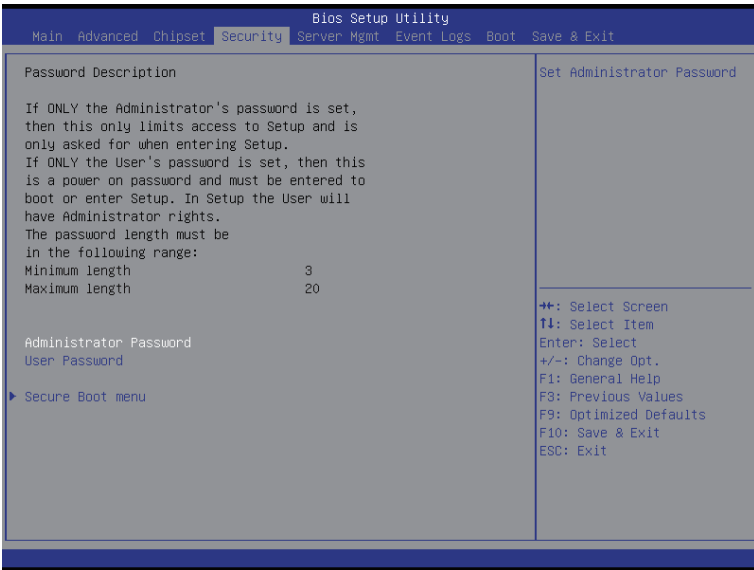 Bios Setup Utility
Main Advanced Chipset Security Server Mgmt Event Logs Boot Save & Exit
Password Description
If ONLY the Administrator's password is set,
then this only limits access to Setup and is
only asked for when entering Setup.
If ONLY the User's password is set, then this
is a power on password and must be entered to
boot or enter Setup. In Setup the User will
have Administrator rights.
The password length must be
in the following range:
Minimum length 3
Maximum length 20
Administrator Password
User Password
Secure Boot menu
Set Administrator Password
→←: Select Screen
↑↓: Select Item
Enter: Select
+/-: Change Opt.
F1: General Help
F3: Previous Values
F9: Optimized Defaults
F10: Save & Exit
ESC: Exit